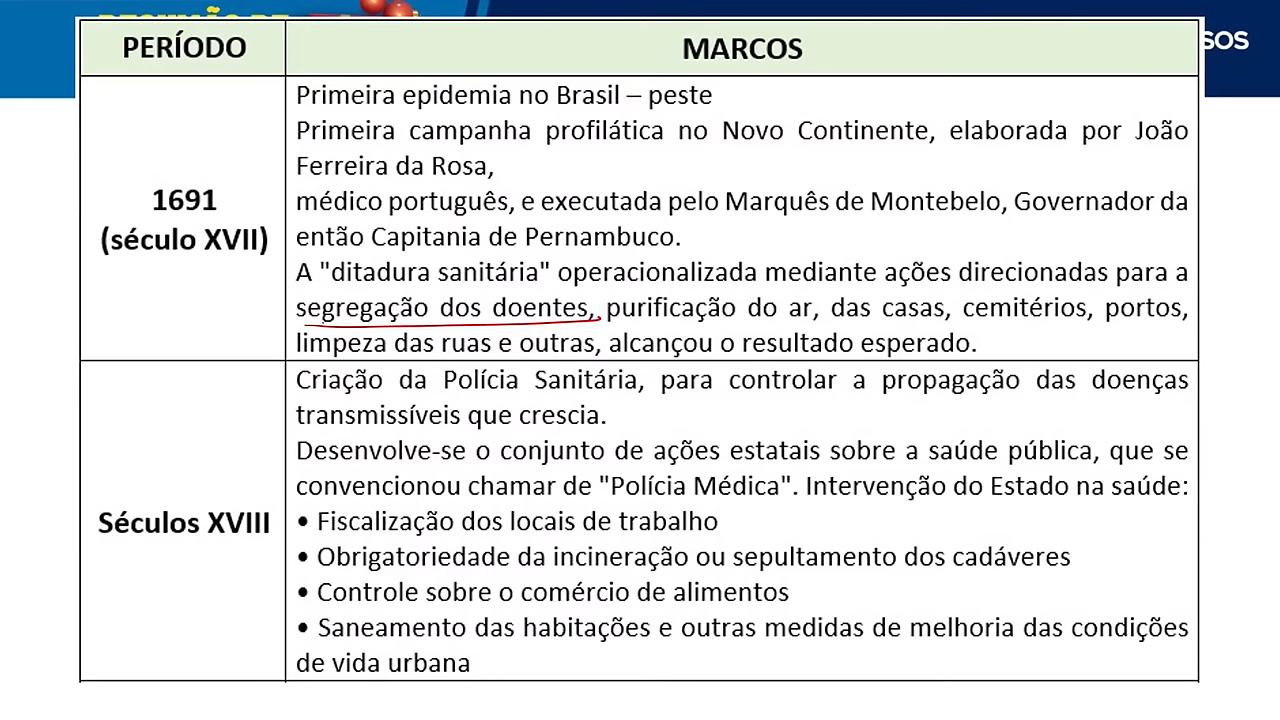 PERÍODO
MARCOS
SOS
1691
(século XVII)
Primeira epidemia no Brasil – peste
Primeira campanha profilática no Novo Continente, elaborada por João
Ferreira da Rosa,
médico português, e executada pelo Marquês de Montebelo, Governador da
então Capitania de Pernambuco.
A "ditadura sanitária" operacionalizada mediante ações direcionadas para a
segregação dos doentes, purificação do ar, das casas, cemitérios, portos,
limpeza das ruas e outras, alcançou o resultado esperado.
Séculos XVIII
Criação da Polícia Sanitária, para controlar a propagação das doenças
transmissíveis que crescia.
Desenvolve-se o conjunto de ações estatais sobre a saúde pública, que se
convencionou chamar de "Polícia Médica". Intervenção do Estado na saúde:
• Fiscalização dos locais de trabalho
• Obrigatoriedade da incineração ou sepultamento dos cadáveres
• Controle sobre o comércio de alimentos
• Saneamento das habitações e outras medidas de melhoria das condições
de vida urbana